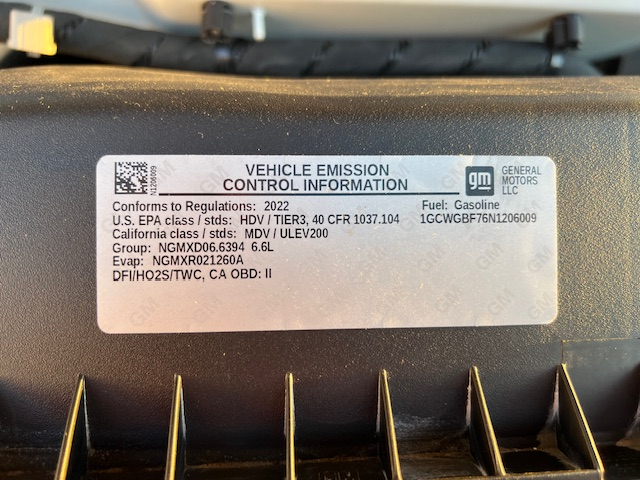 VEHICLE EMISSION
CONTROL INFORMATION
gm
GENERAL
MOTORS
LLC
Conforms to Regulations: 2022
Fuel: Gasoline
U.S. EPA class / stds: HDV / TIER3, 40 CFR 1037.104
1GCWGBF76N1206009
California class / stds: MDV / ULEV200
Group: NGMXD06.6394 6.6L
Evap: NGMXR021260A
DFI/HO2S/TWC, CA OBD: II
N1206009